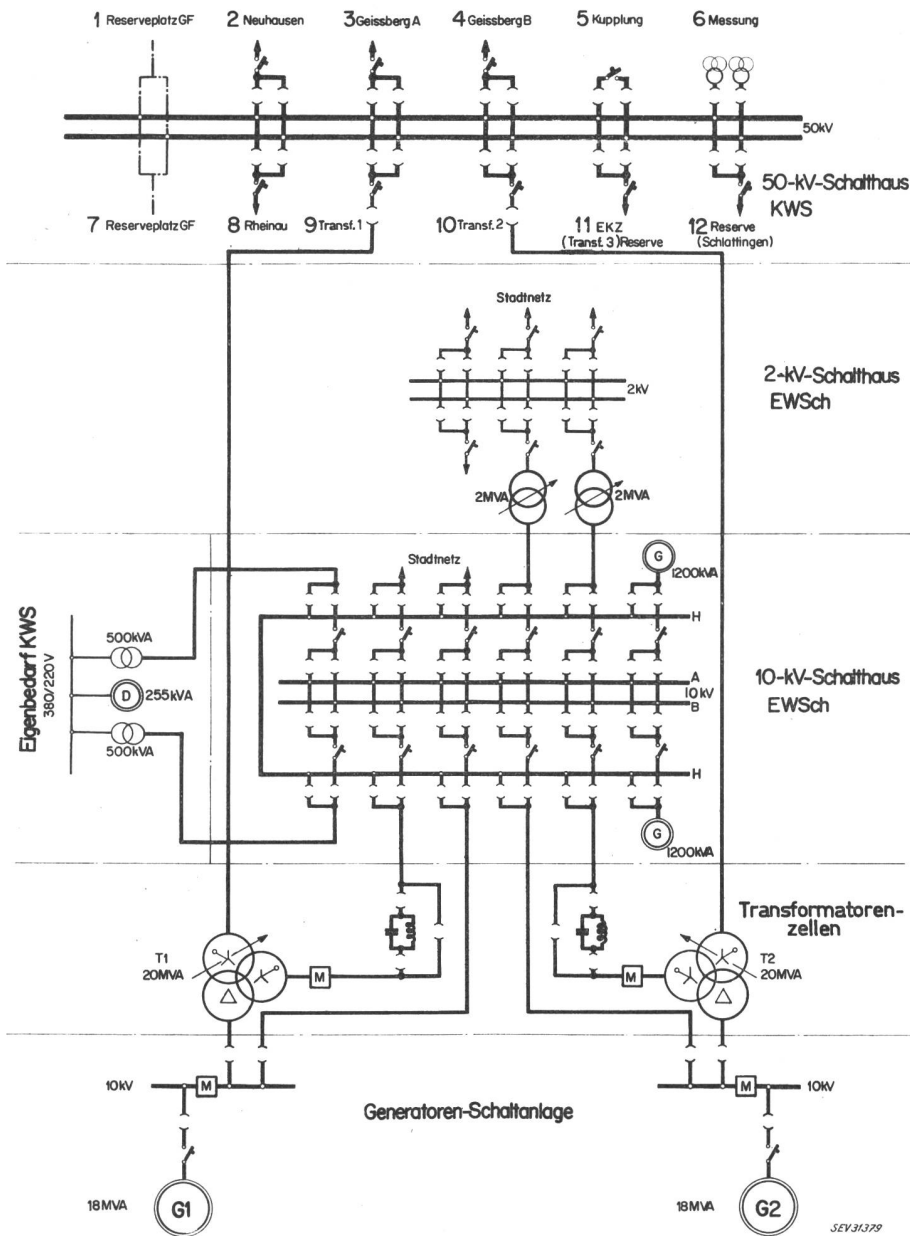 1 Reserveplatz GF
2 Neuhausen
3 Geissberg A
4 Geissberg B
5 Kupplung
6 Messung
50kV
50-kV-Schalthaus
KWS
7 Reserveplatz GF
8 Rheinau
9 Transf. 1
10 Transf. 2
11 EKZ
(Transf. 3) Reserve
12 Reserve
(Schlattingen)
Stadtnetz
2kV
2-kV-Schalthaus
EWSch
2MVA
2MVA
Stadtnetz
G
1200kVA
H
Eigenbedarf KWS
380/220V
500kVA
D
255kVA
500kVA
A
10 kV
B
10-kV-Schalthaus
EWSch
H
G
1200kVA
Transformatoren-
zellen
T1
20MVA
M
M
T2
20MVA
10kV
M
M
10kV
Generatoren-Schaltanlage
18MVA
G1
18MVA
G2
SEV31379